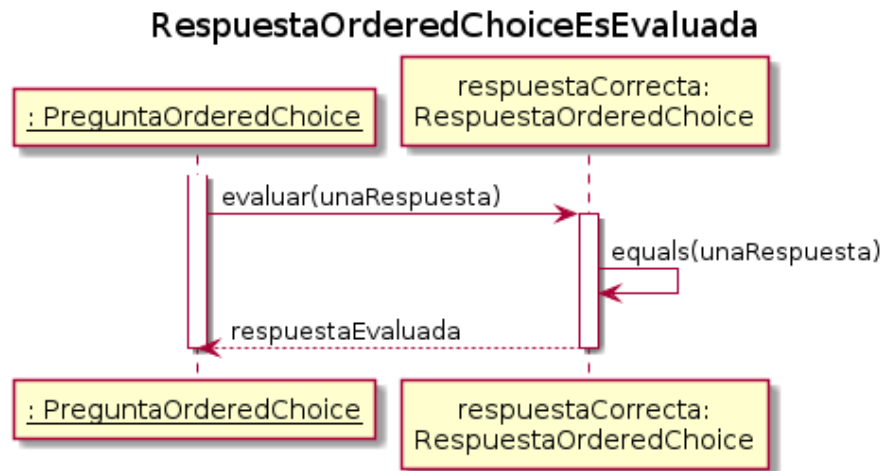 RespuestaOrderedChoiceEsEvaluada
: PreguntaOrderedChoice
respuestaCorrecta:
RespuestaOrderedChoice
evaluar(unaRespuesta)
equals(unaRespuesta)
respuestaEvaluada
: PreguntaOrderedChoice
respuestaCorrecta:
RespuestaOrderedChoice